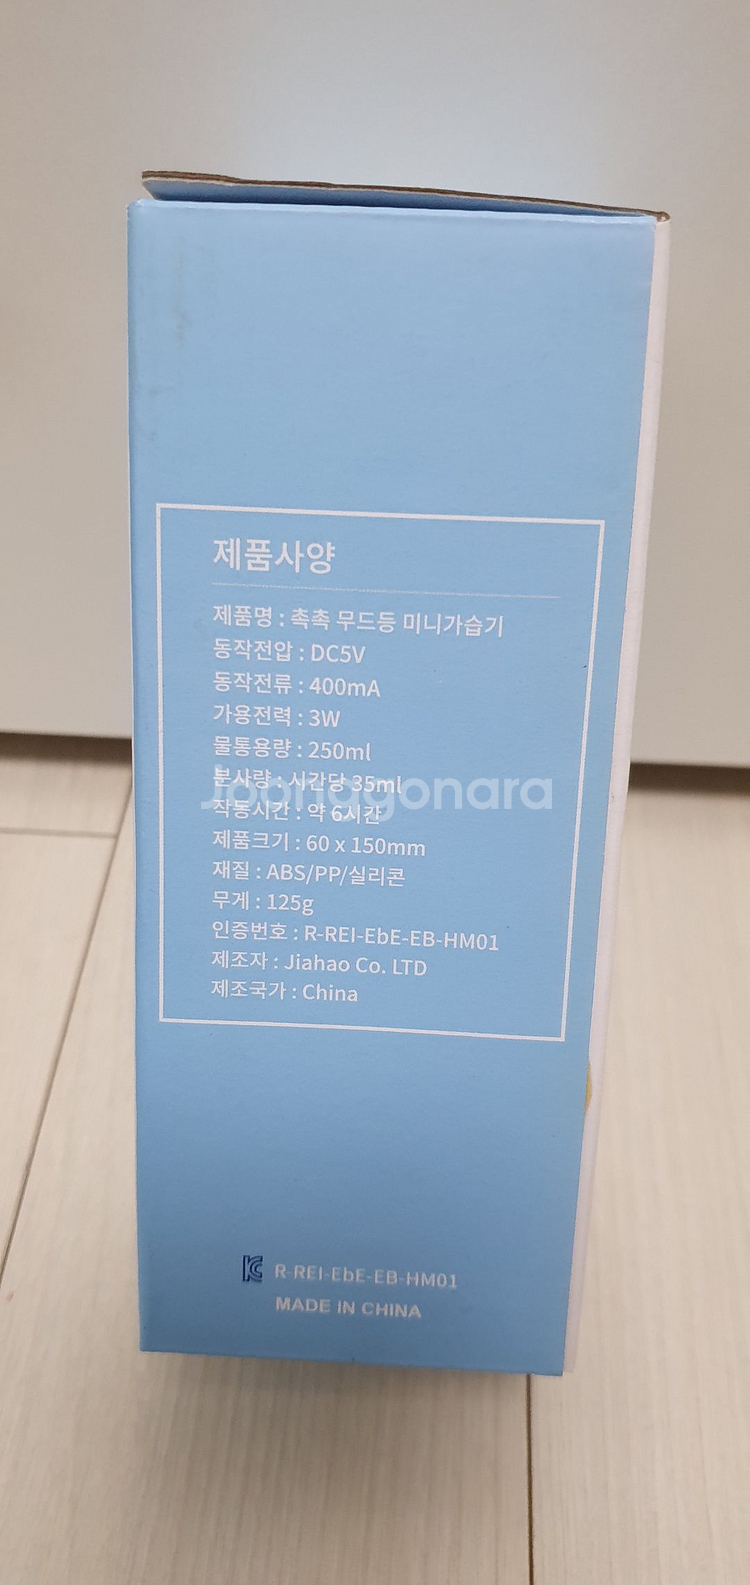 제품사양
제품명 : 촉촉 무드등 미니가습기
동작전압 : DC5V
동작전류 : 400mA
가용전력 : 3W
물통용량 : 250ml
분사량 : 시간당 35ml
Joonggonara
작동시간 : 약 6시간
제품크기 : 60 x 150mm
재질 : ABS/PP/실리콘
무게 : 125g
인증번호 : R-REI-EbE-EB-HM01
제조자 : Jiahao Co. LTD
제조국가 : China
KC R-REI-EbE-EB-HM01
MADE IN CHINA